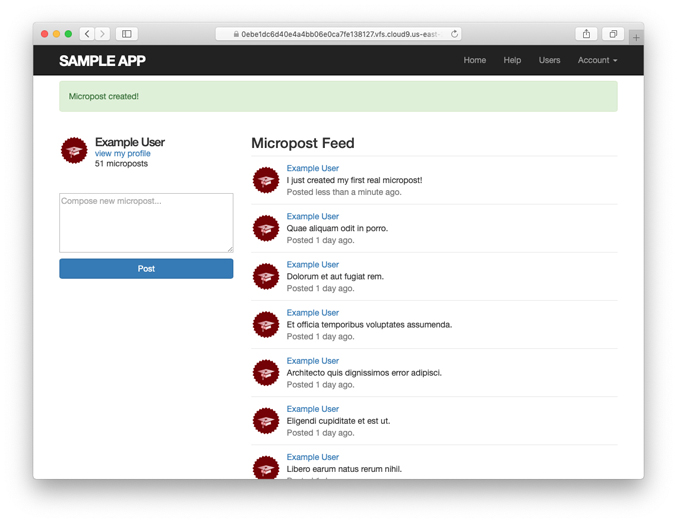 0ebe1dc6d40e4a4bb06e0ca7fe138127.vfs.cloud9.us-east-
SAMPLE APP
Home
Help
Users
Account
Micropost created!
Example User
view my profile
51 microposts
Compose new micropost...
Post
Micropost Feed
Example User
I just created my first real micropost!
Posted less than a minute ago.
Example User
Quae aliquam odit in porro.
Posted 1 day ago.
Example User
Dolorum et aut fugiat rem.
Posted 1 day ago.
Example User
Et officia temporibus voluptates assumenda.
Posted 1 day ago.
Example User
Architecto quis dignissimos error adipisci.
Posted 1 day ago.
Example User
Eligendi cupiditate et est ut.
Posted 1 day ago.
Example User
Libero earum natus rerum nihil.